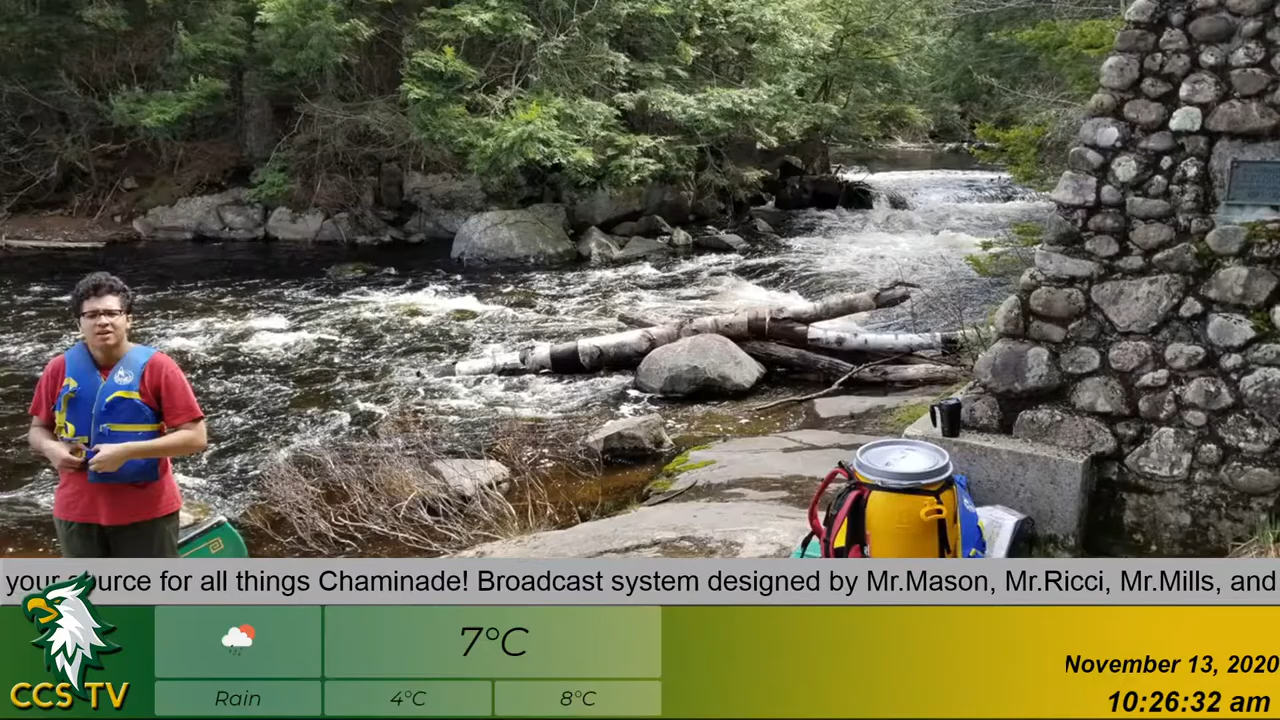 your source for all things Chaminade! Broadcast system designed by Mr.Mason, Mr.Ricci, Mr.Mills, and
CCS TV
7°C
Rain
4°C
8°C
November 13, 2020
10:26:32 am